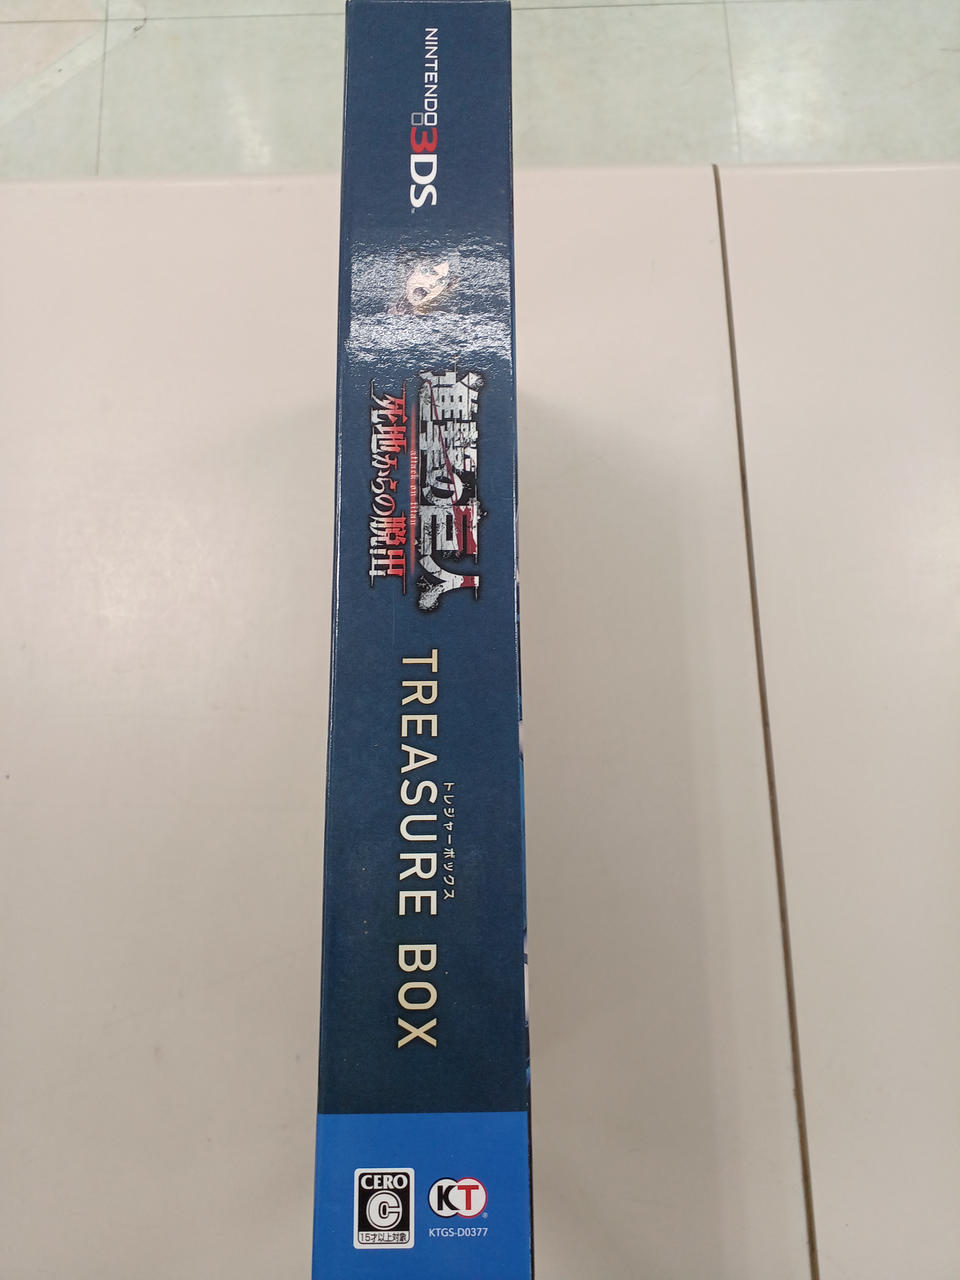 NINTENDO
3DS™
進撃の巨人
attack on titan
死地からの脱出
トレジャーボックス
TREASURE BOX
CERO
C
15才以上対象
KT®
KTGS-D0377